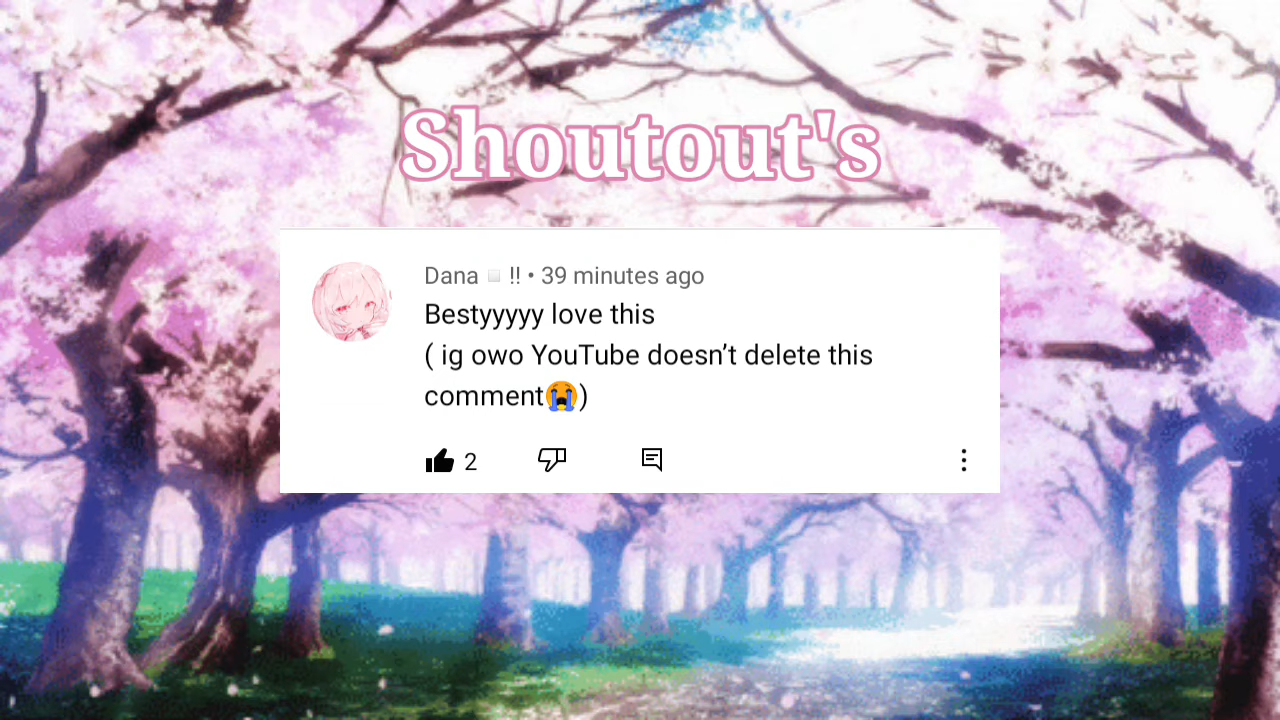 Shoutout's
Dana◽ !! • 39 minutes ago
Bestyyyyy love this
( ig owo YouTube doesn’t delete this
comment😭)
2